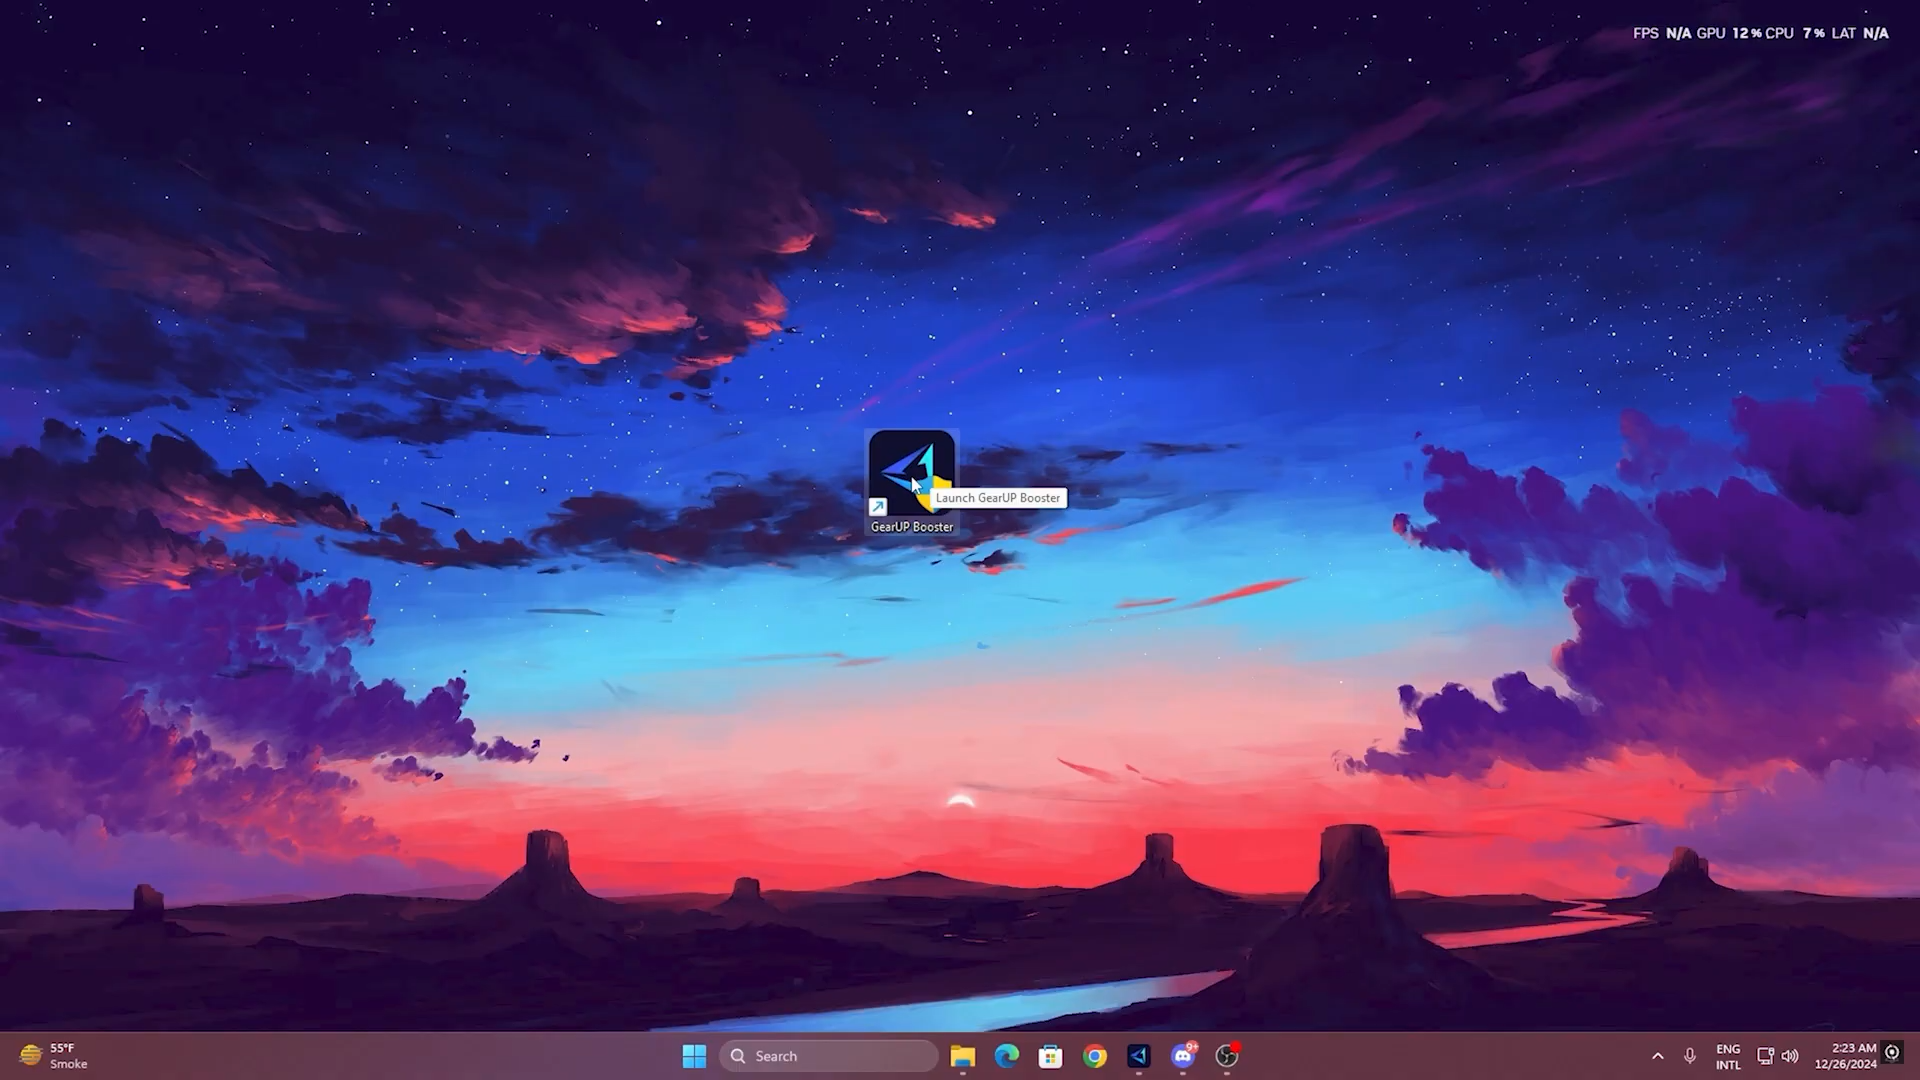 FPS N/A GPU 12% CPU 7% LAT N/A
Launch GearUP Booster
GearUP Booster
55°F
Smoke
Search
9+
ENG
INTL
2:23 AM
12/26/2024